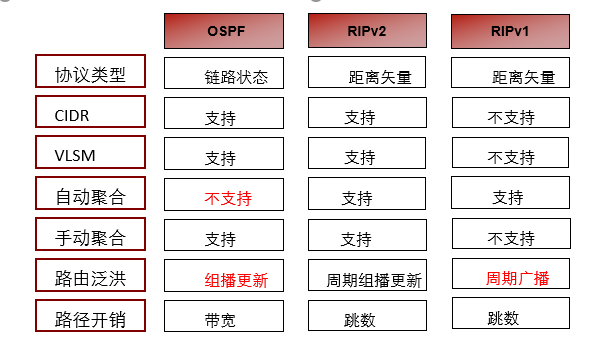 OSPF RIPv2 RIPv1
协议类型 链路状态 距离矢量 距离矢量
CIDR 支持 支持 不支持
VLSM 支持 支持 不支持
自动聚合 不支持 支持 支持
手动聚合 支持 支持 不支持
路由泛洪 组播更新 周期组播更新 周期广播
路径开销 带宽 跳数 跳数